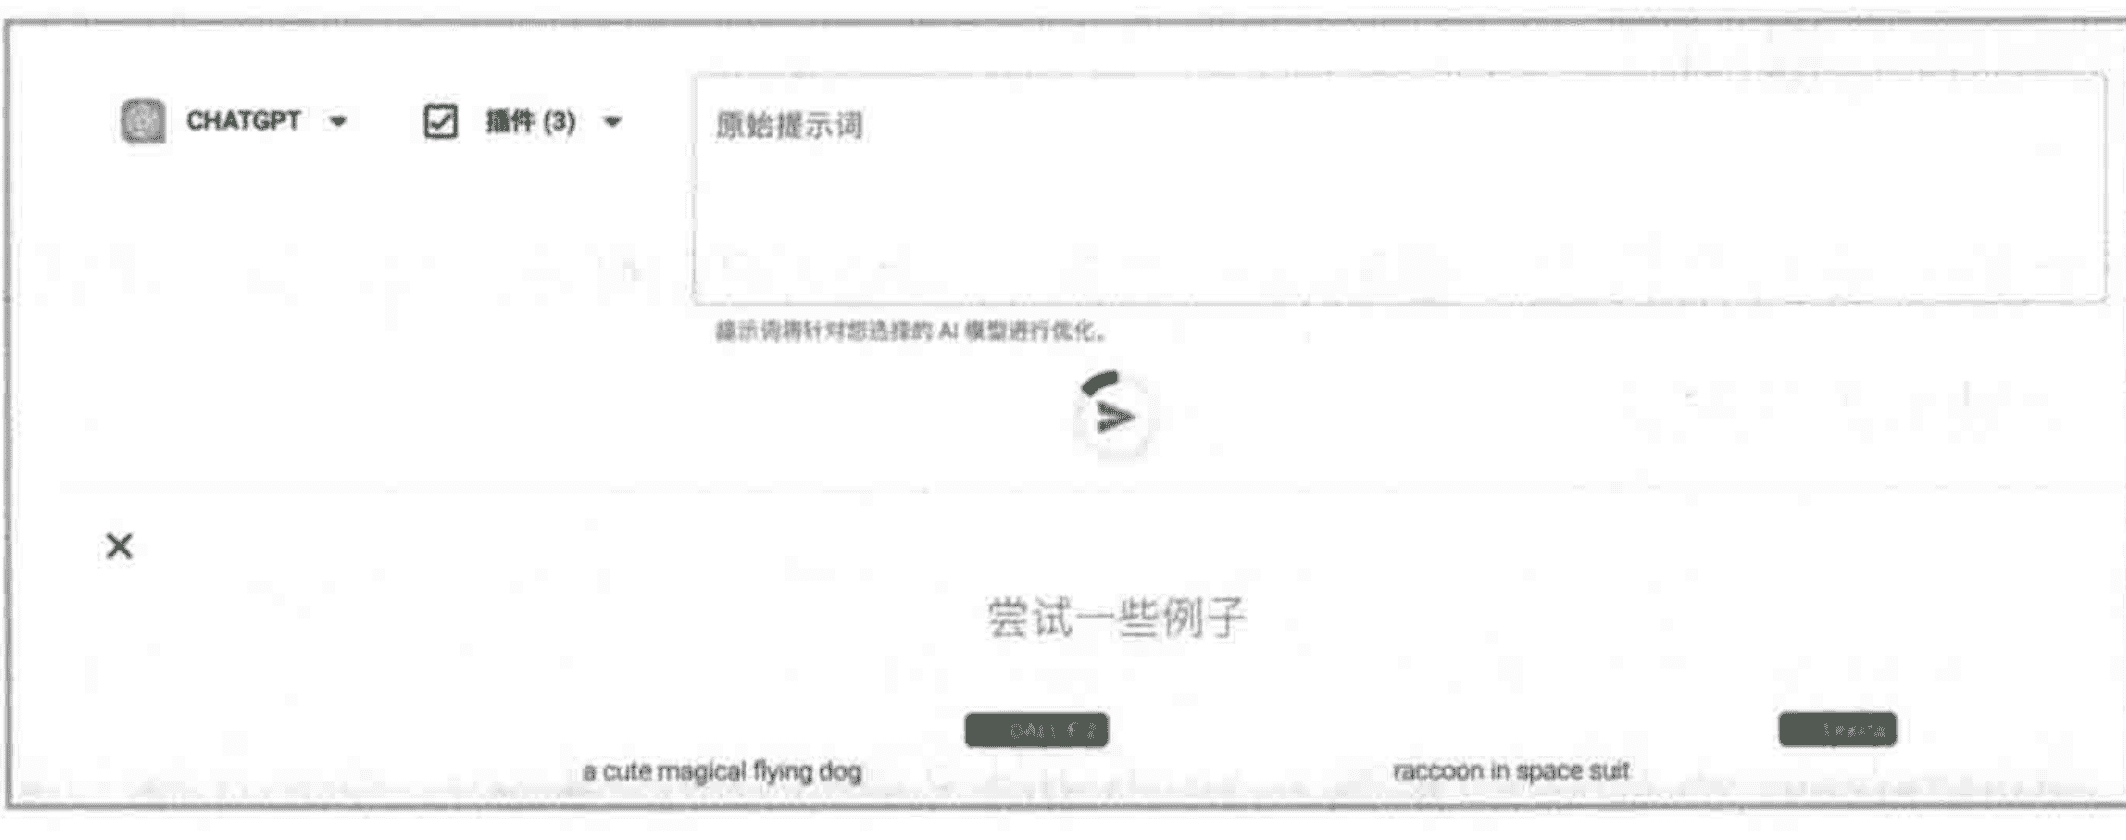 CHATGPT
插件 (3)
原始提示词
提示词将针对您选择的 AI 模型进行优化。
尝试一些例子
a cute magical flying dog
raccoon in space suit